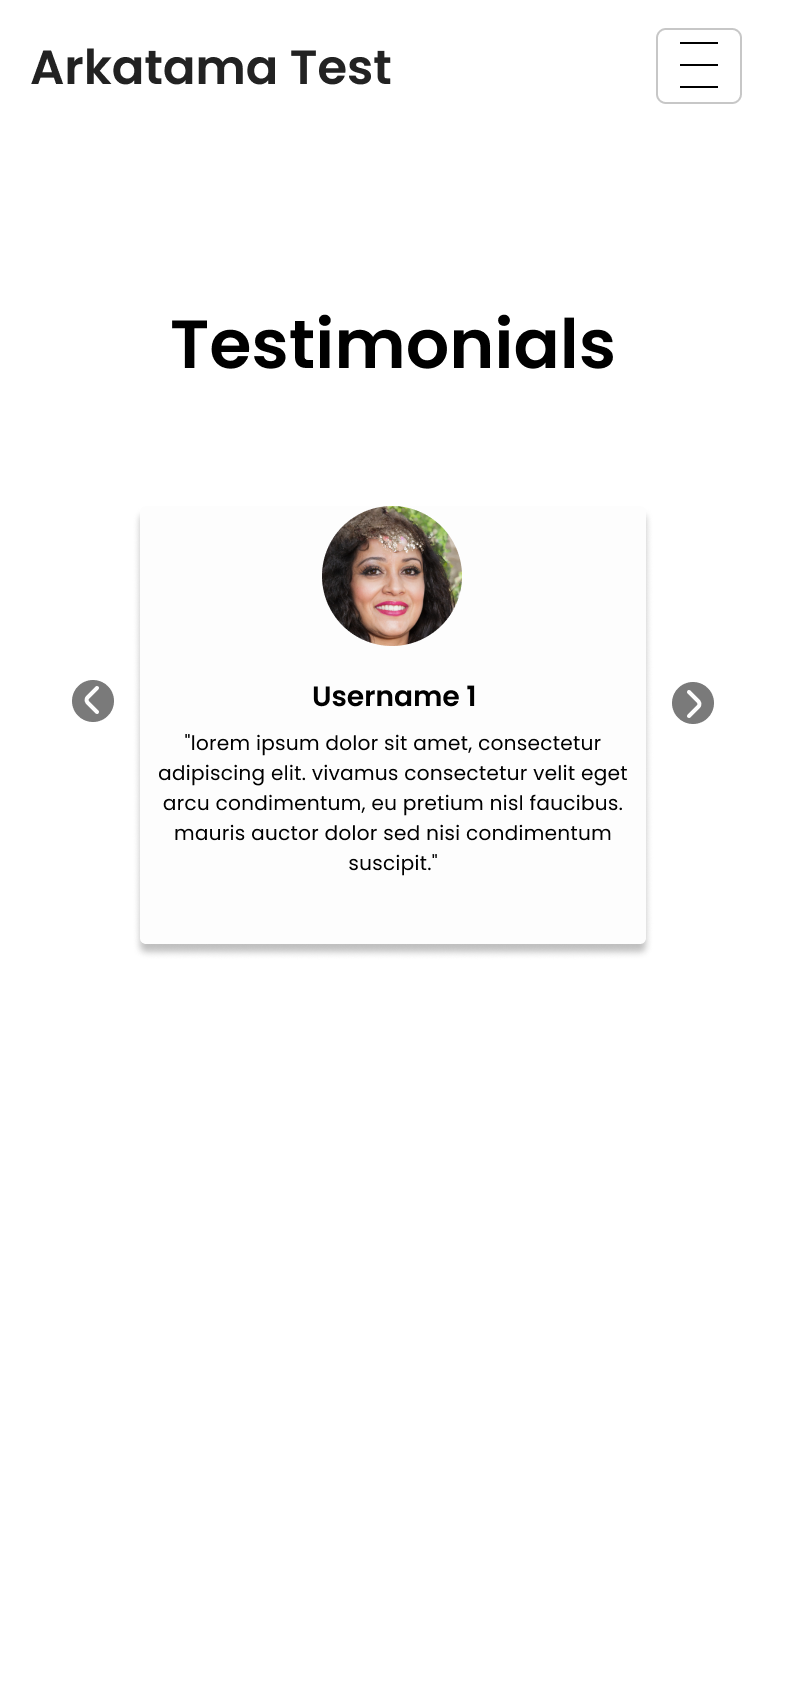 Arkatama Test
Testimonials
Username 1
"lorem ipsum dolor sit amet, consectetur
adipiscing elit. vivamus consectetur velit eget
arcu condimentum, eu pretium nisl faucibus.
mauris auctor dolor sed nisi condimentum
suscipit."